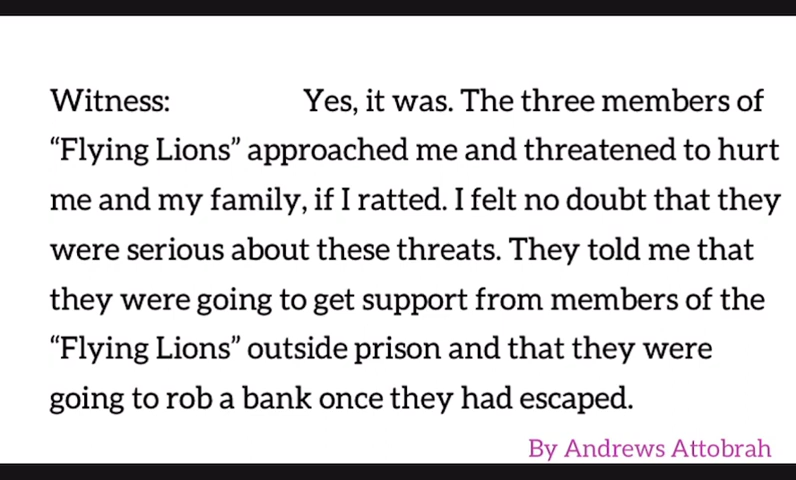 Witness: Yes, it was. The three members of
“Flying Lions” approached me and threatened to hurt
me and my family, if I ratted. I felt no doubt that they
were serious about these threats. They told me that
they were going to get support from members of the
“Flying Lions” outside prison and that they were
going to rob a bank once they had escaped.
By Andrews Attobrah